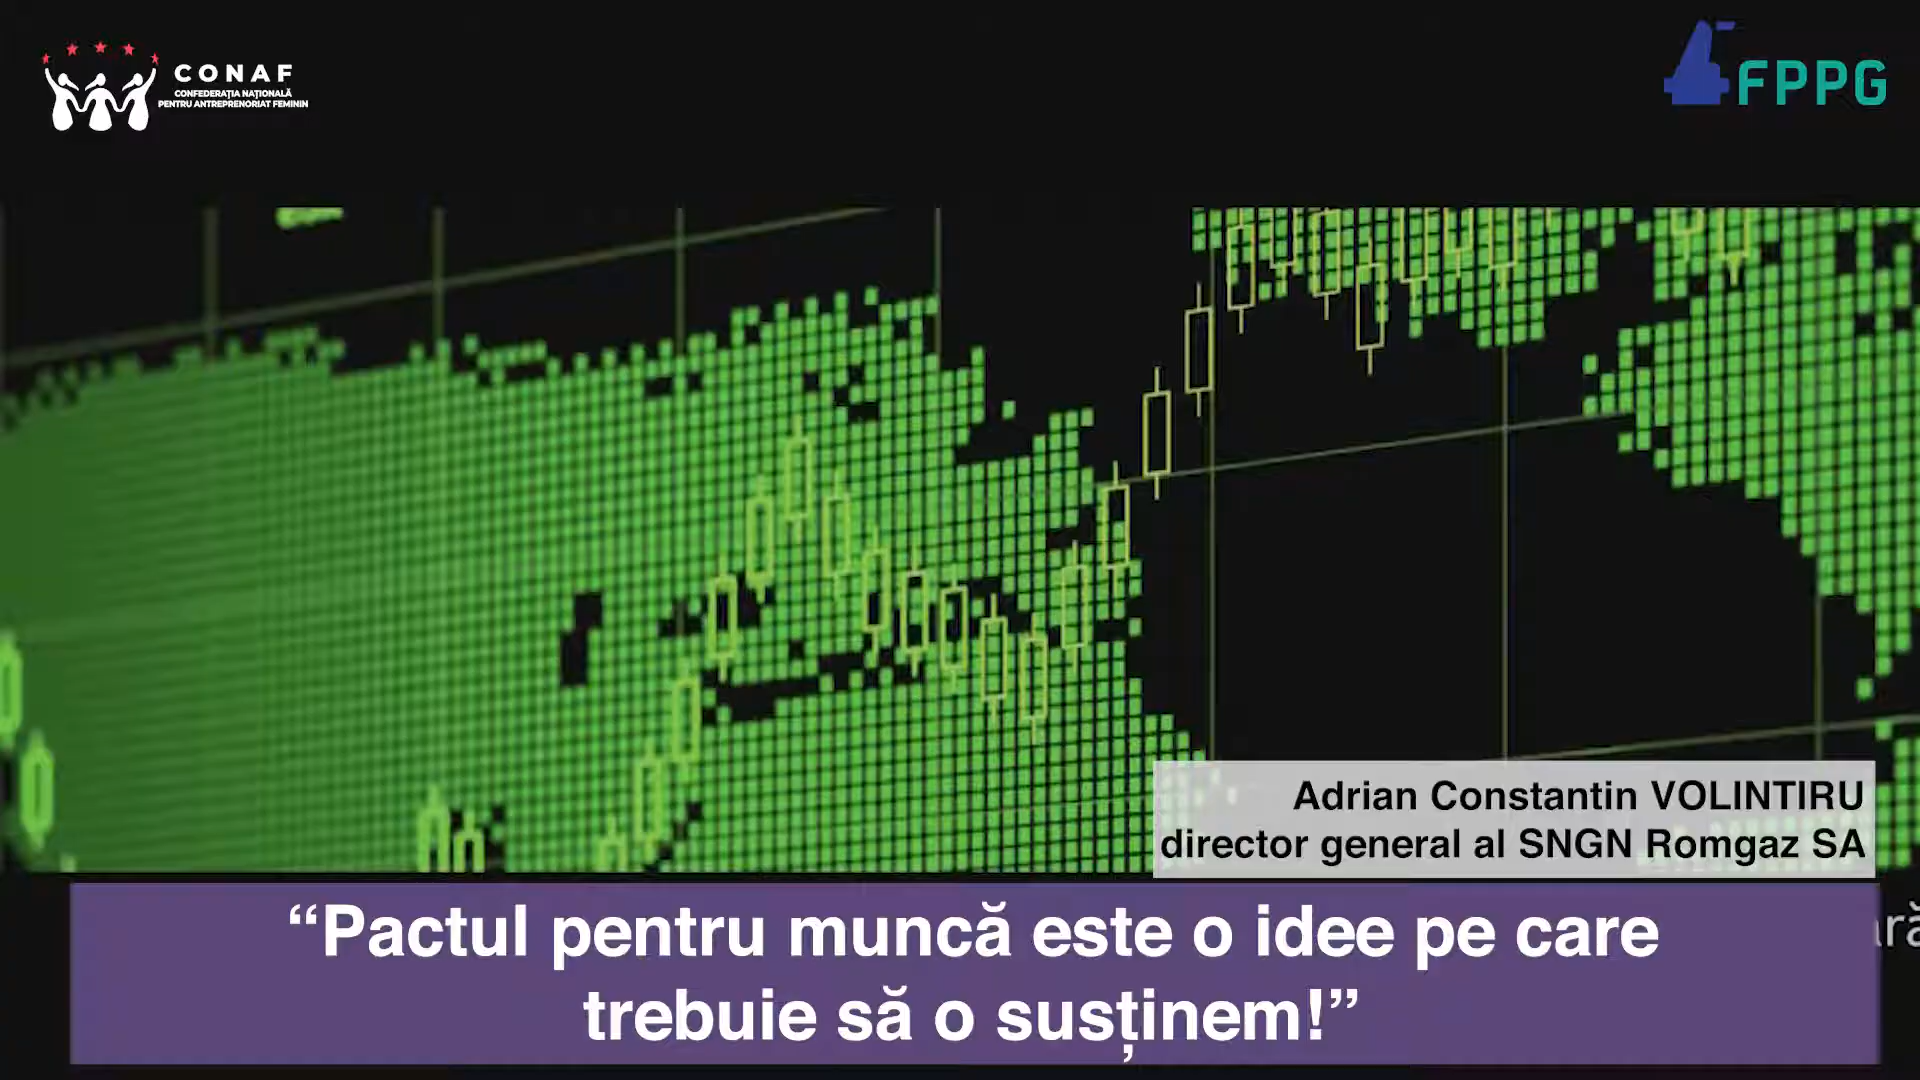 CONAF
CONFEDERAȚIA NAȚIONALĂ
PENTRU ANTREPRENORIAT FEMININ
FPPG
Adrian Constantin VOLINTIRU
director general al SNGN Romgaz SA
“Pactul pentru muncă este o idee pe care
trebuie să o susținem!”